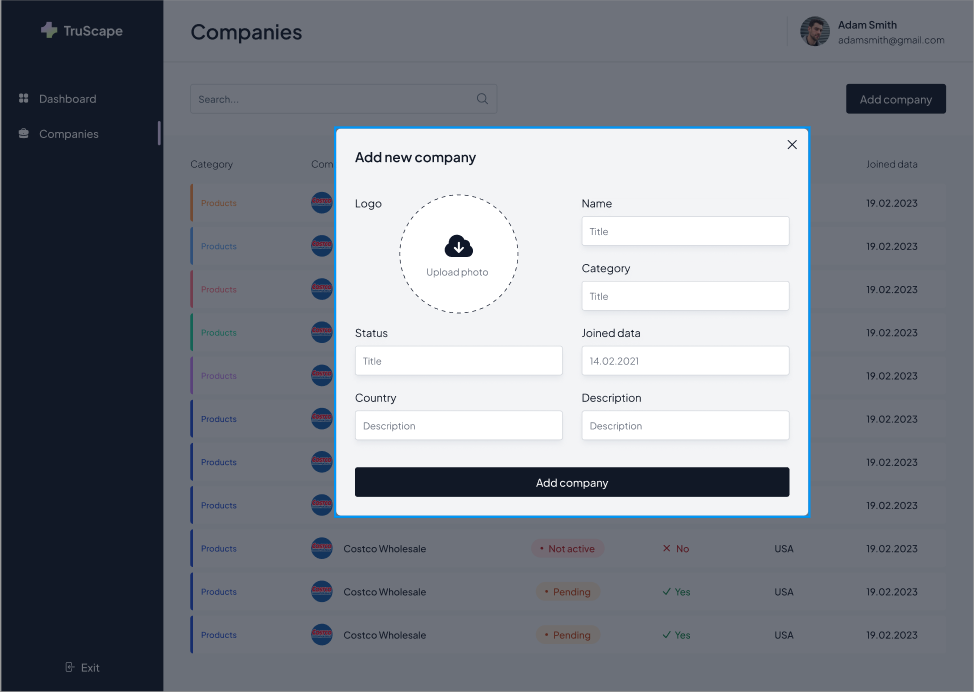 TruScape
Companies
Adam Smith
adamsmith@gmail.com
Dashboard
Companies
Search...
Add company
Category
Com
Joined data
Add new company
Logo
Upload photo
Name
Title
Category
Title
Status
Title
Joined data
14.02.2021
Country
Description
Description
Description
Add company
Products 19.02.2023
Products 19.02.2023
Products 19.02.2023
Products 19.02.2023
Products 19.02.2023
Products 19.02.2023
Products 19.02.2023
Products 19.02.2023
Products Costco Wholesale Not active No USA 19.02.2023
Products Costco Wholesale Pending Yes USA 19.02.2023
Products Costco Wholesale Pending Yes USA 19.02.2023
Exit